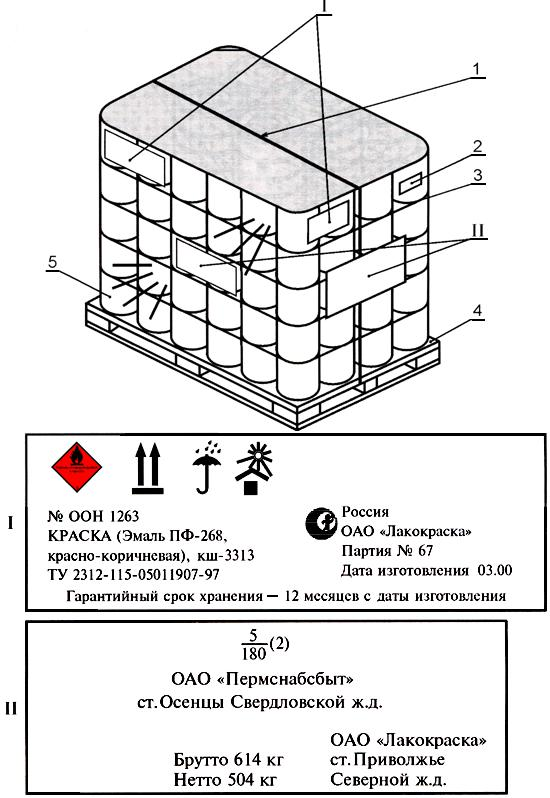 I
1
2
3
II
5
4
I
№ ООН 1263
КРАСКА (Эмаль ПФ-268,
красно-коричневая), кш-3313
ТУ 2312-115-05011907-97
Россия
ОАО «Лакокраска»
Партия № 67
Дата изготовления 03.00
Гарантийный срок хранения — 12 месяцев с даты изготовления
II
5/180 (2)
ОАО «Пермснабсбыт»
ст.Осенцы Свердловской ж.д.
Брутто 614 кг
Нетто 504 кг
ОАО «Лакокраска»
ст.Приволжье
Северной ж.д.